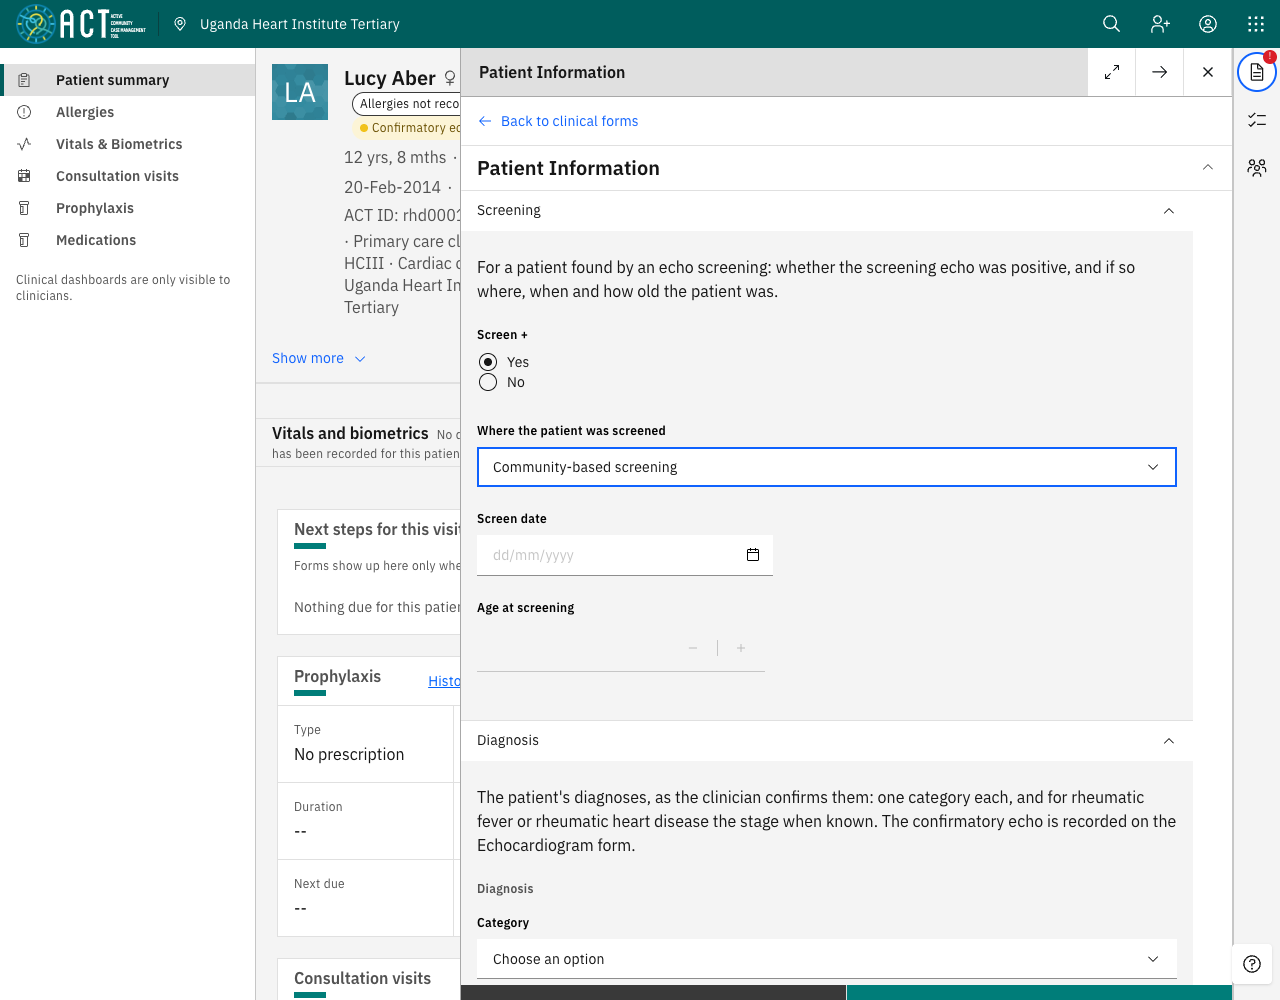 ACT ACTIVE COMMUNITY CASE MANAGEMENT TOOL
Uganda Heart Institute Tertiary
Patient summary
Allergies
Vitals & Biometrics
Consultation visits
Prophylaxis
Medications
Clinical dashboards are only visible to
clinicians.
LA
Lucy Aber
Allergies not reco
Confirmatory ec
12 yrs, 8 mths ·
20-Feb-2014 ·
ACT ID: rhd0001
· Primary care cl
HCIII · Cardiac c
Uganda Heart In
Tertiary
Show more
Vitals and biometrics No d
has been recorded for this patien
Next steps for this visit
Forms show up here only whe
Nothing due for this patien
Prophylaxis
Histo
Type
No prescription
Duration
--
Next due
--
Consultation visits
Patient Information
Back to clinical forms
Patient Information
Screening
For a patient found by an echo screening: whether the screening echo was positive, and if so
where, when and how old the patient was.
Screen +
Yes
No
Where the patient was screened
Community-based screening
Screen date
dd/mm/yyyy
Age at screening
Diagnosis
The patient's diagnoses, as the clinician confirms them: one category each, and for rheumatic
fever or rheumatic heart disease the stage when known. The confirmatory echo is recorded on the
Echocardiogram form.
Diagnosis
Category
Choose an option
!